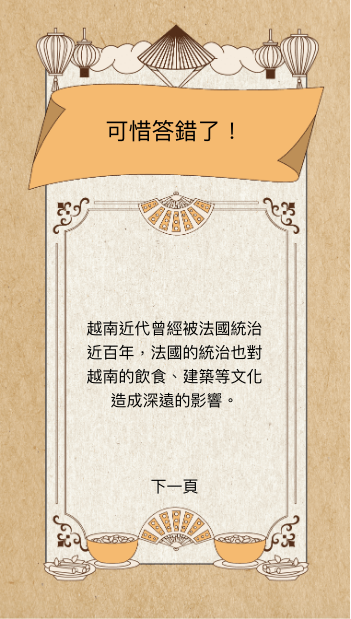 可惜答錯了！
越南近代曾經被法國統治
近百年，法國的統治也對
越南的飲食、建築等文化
造成深遠的影響。
下一頁